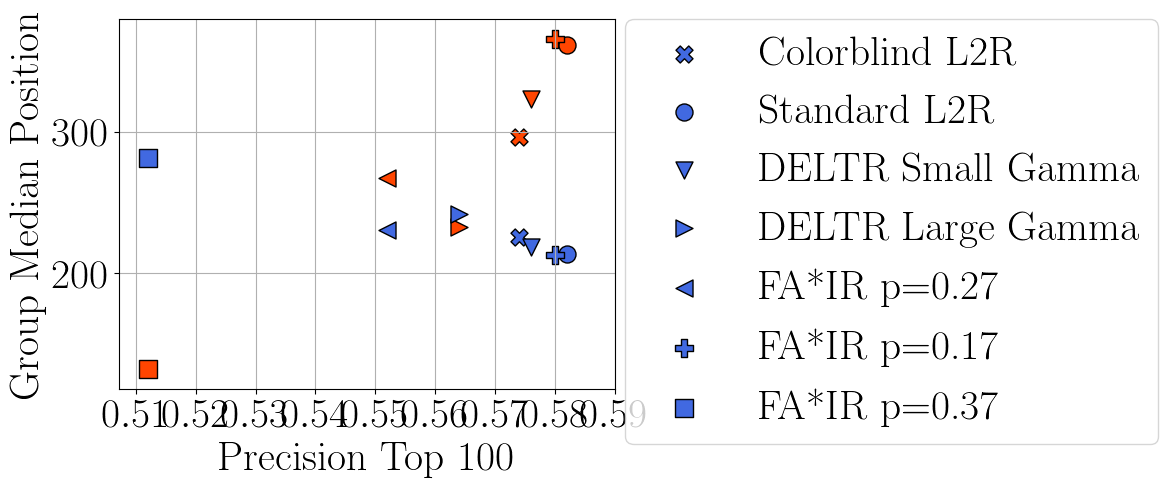 Group Median Position
300
200
0.51 0.52 0.53 0.54 0.55 0.56 0.57 0.58 0.59
Precision Top 100
Colorblind L2R
Standard L2R
DELTR Small Gamma
DELTR Large Gamma
FA*IR p=0.27
FA*IR p=0.17
FA*IR p=0.37